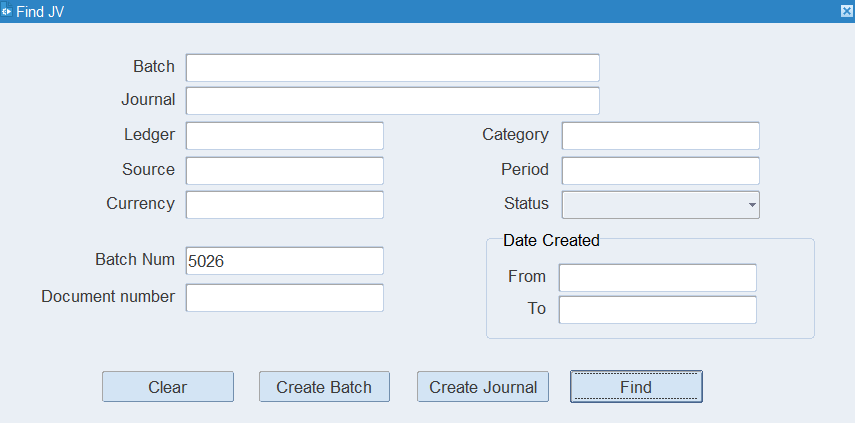 Find JV
Batch
Journal
Ledger Category
Source Period
Currency Status
Date Created
Batch Num 5026
From
Document number
To
Clear Create Batch Create Journal Find